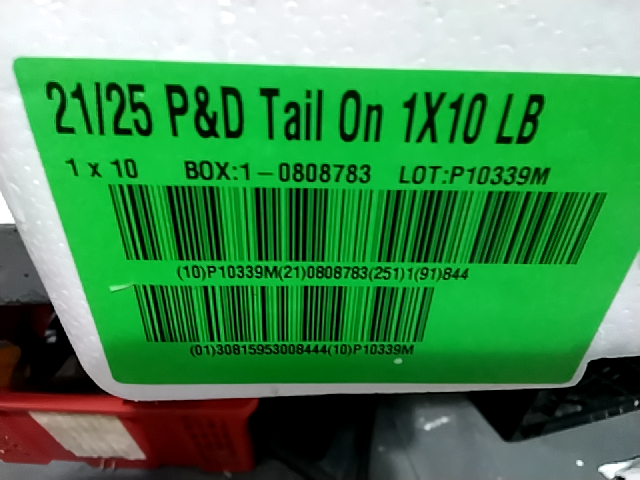 21/25 P&D Tail On 1X10 LB
1 x 10 BOX:1-0808783 LOT:P10339M
(10)P10339M(21)0808783(251)1(91)844
(01)30815953008444(10)P10339M